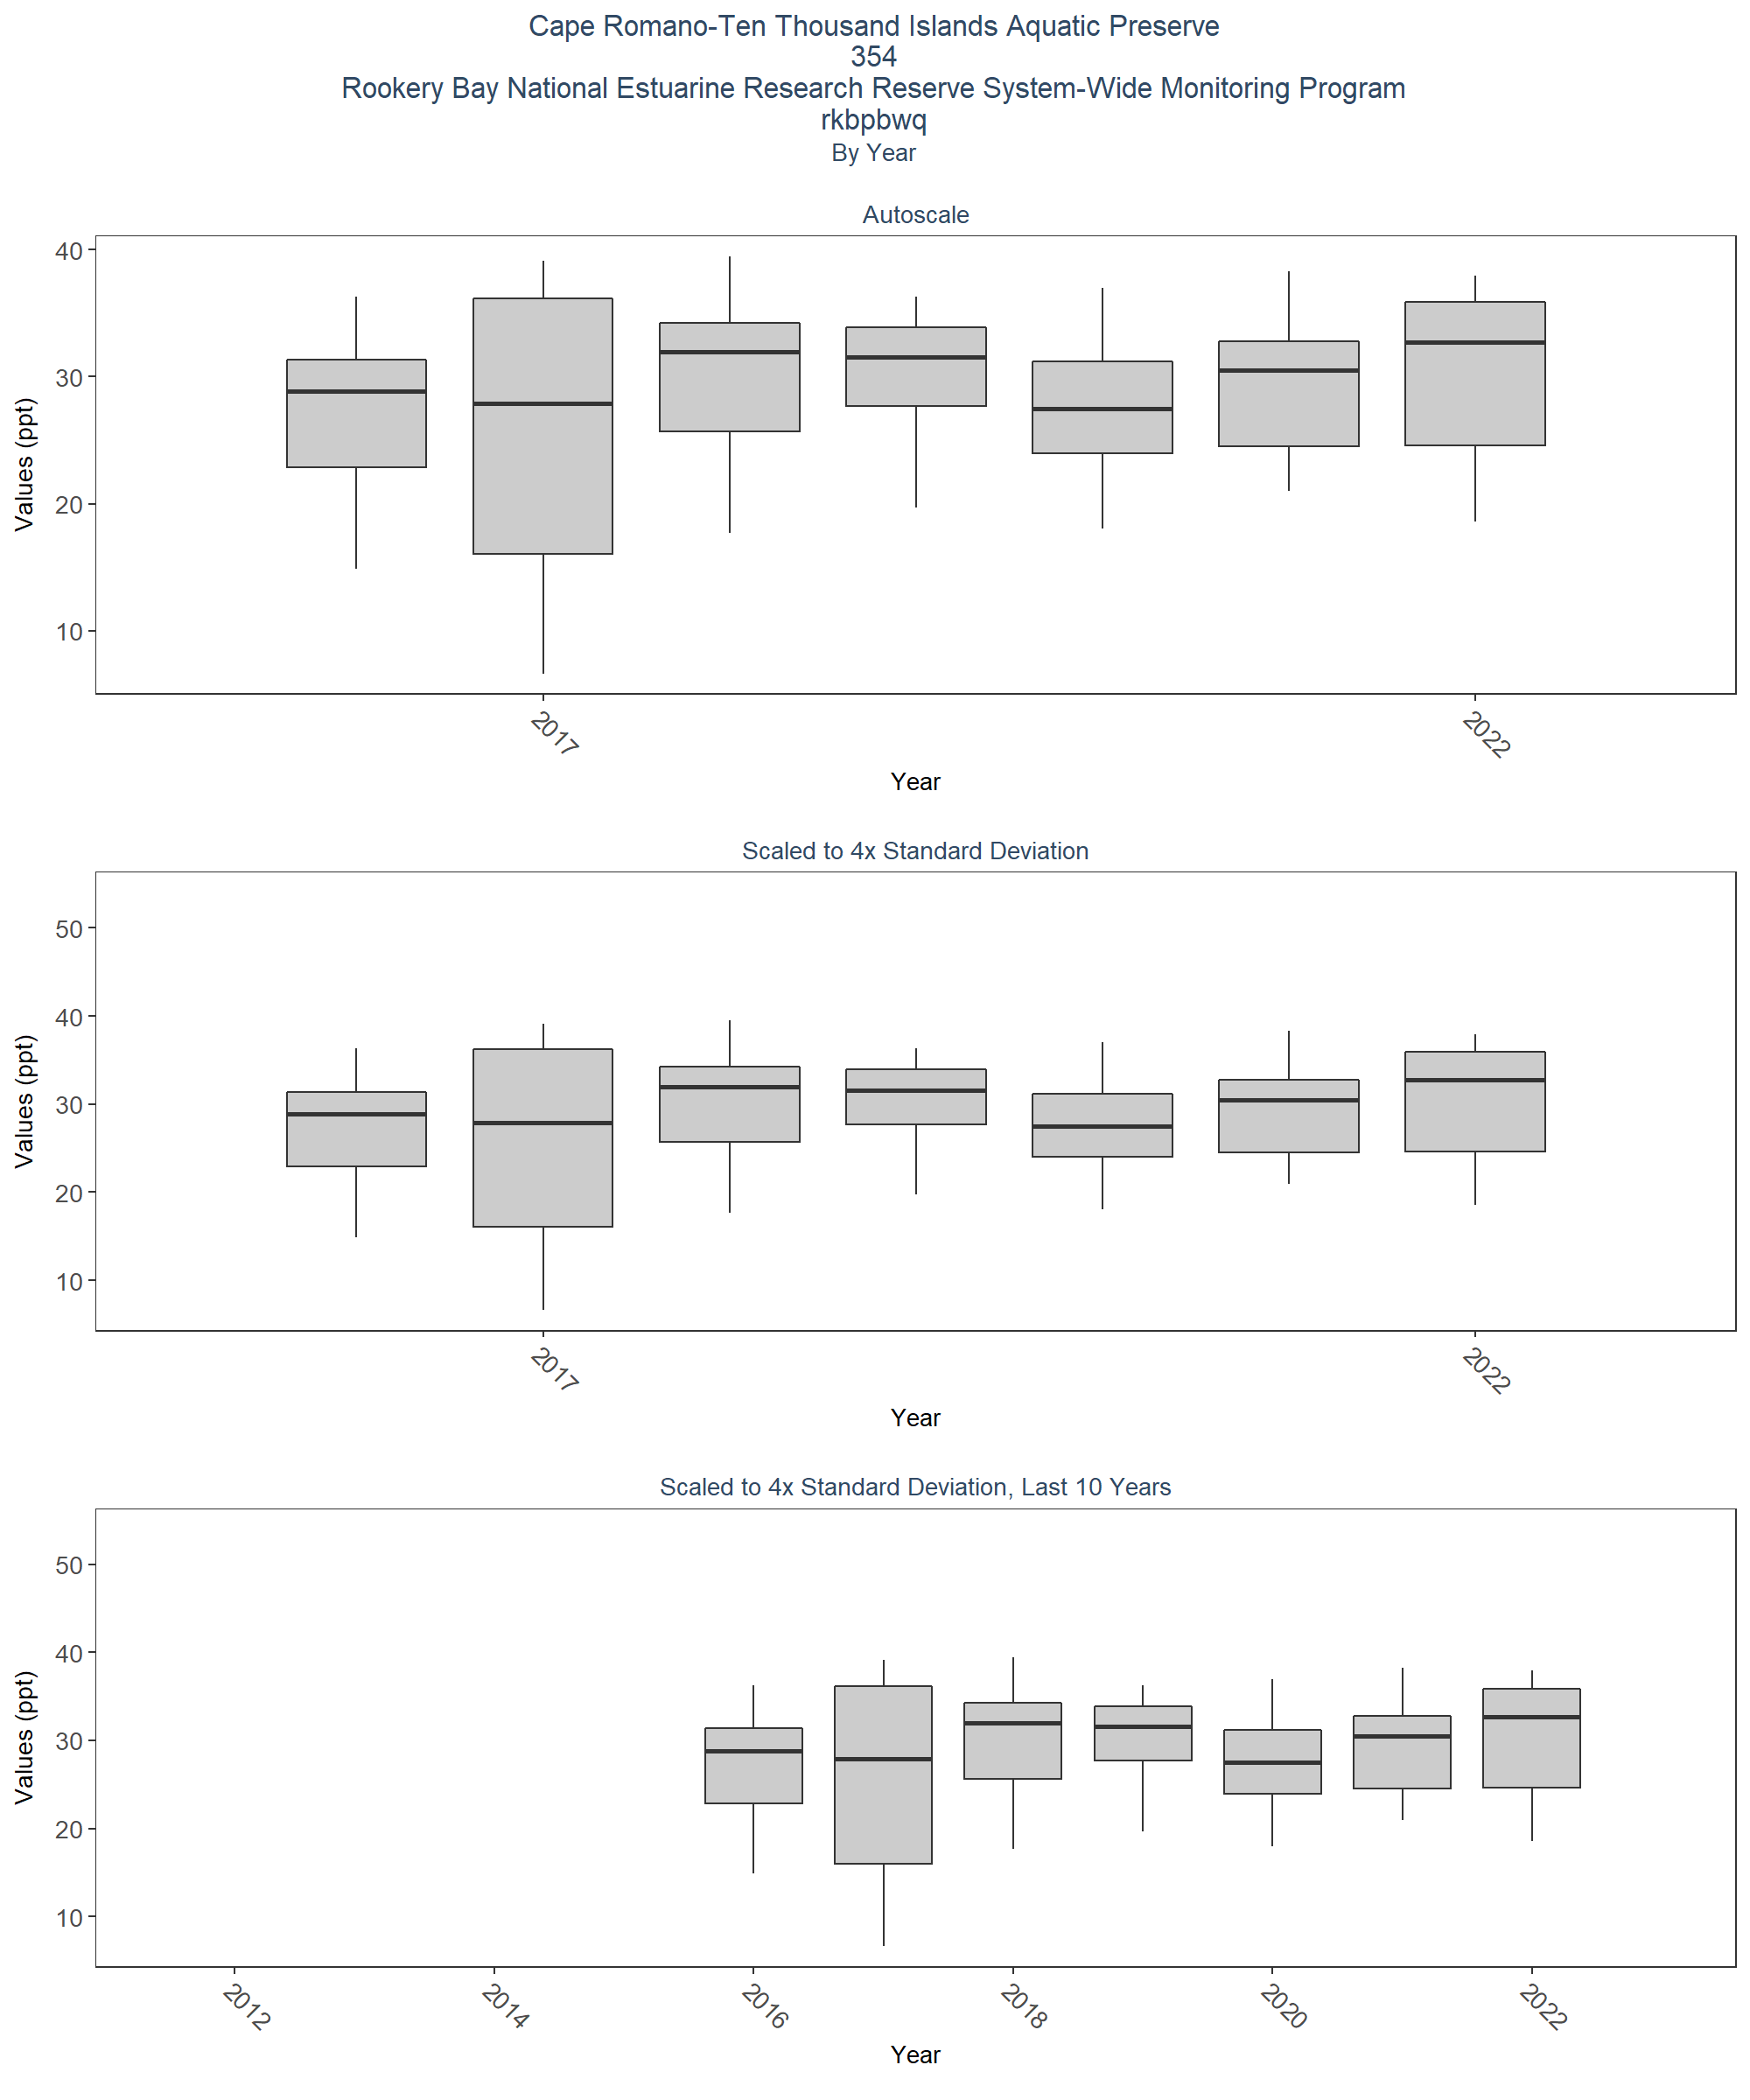 Cape Romano-Ten Thousand Islands Aquatic Preserve
354
Rookery Bay National Estuarine Research Reserve System-Wide Monitoring Program
rkbpbwq
By Year
Autoscale
Values (ppt)
40
30
20
10
2017
2022
Year
Scaled to 4x Standard Deviation
Values (ppt)
50
40
30
20
10
2017
2022
Year
Scaled to 4x Standard Deviation, Last 10 Years
Values (ppt)
50
40
30
20
10
2012
2014
2016
2018
2020
2022
Year